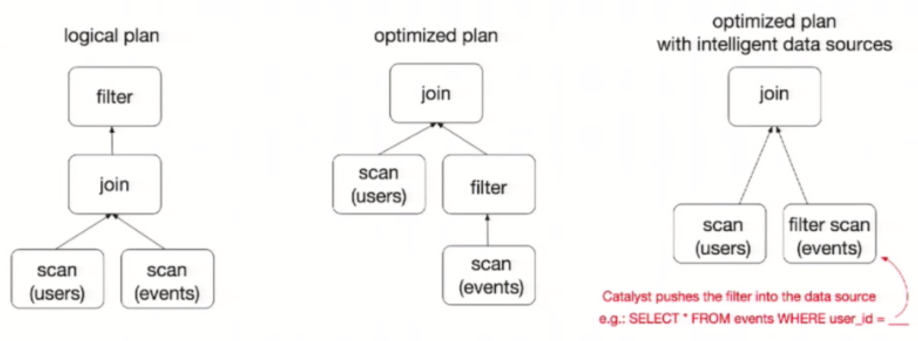 logical plan
filter
join
scan
(users)
scan
(events)
optimized plan
join
scan
(users)
filter
scan
(events)
optimized plan
with intelligent data sources
join
scan
(users)
filter scan
(events)
Catalyst pushes the filter into the data source
e.g.: SELECT * FROM events WHERE user_id = ___